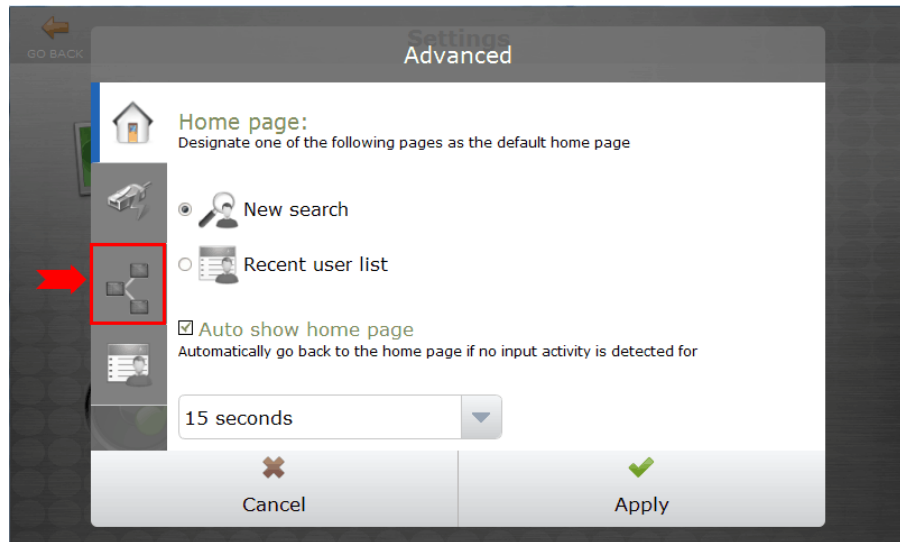 Settings
GO BACK
Advanced
Home page:
Designate one of the following pages as the default home page
New search
Recent user list
Auto show home page
Automatically go back to the home page if no input activity is detected for
15 seconds
Cancel
Apply